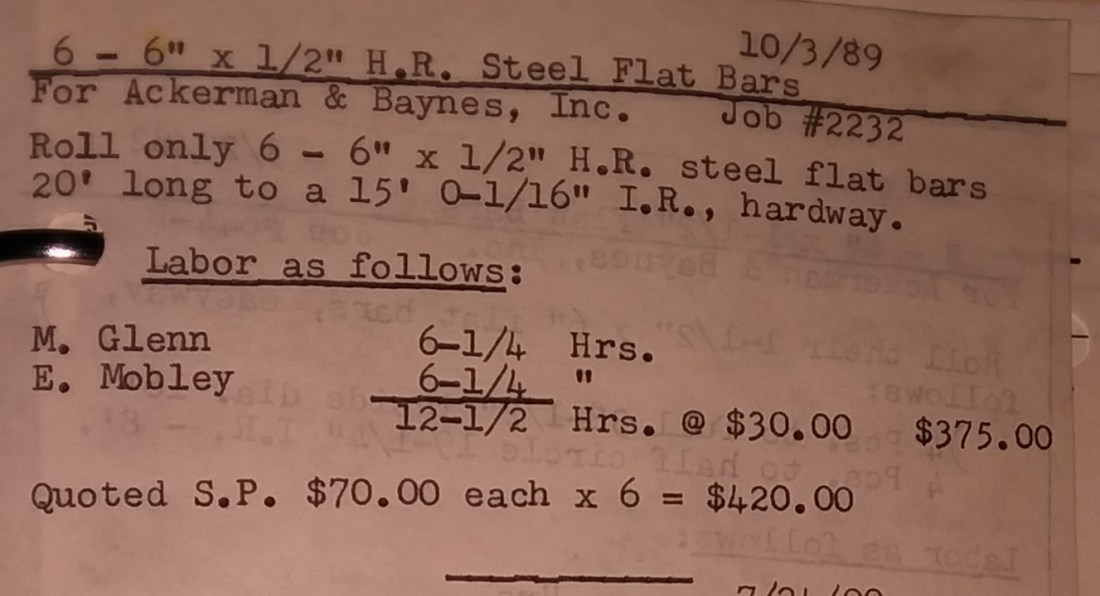 10/3/89
6 - 6" x 1/2" H.R. Steel Flat Bars
For Ackerman & Baynes, Inc. Job #2232
Roll only 6 - 6" x 1/2" H.R. steel flat bars
20' long to a 15' 0-1/16" I.R., hardway.
Labor as follows:
M. Glenn 6-1/4 Hrs.
E. Mobley 6-1/4 "
12-1/2 Hrs. @ $30.00 $375.00
Quoted S.P. $70.00 each x 6 = $420.00